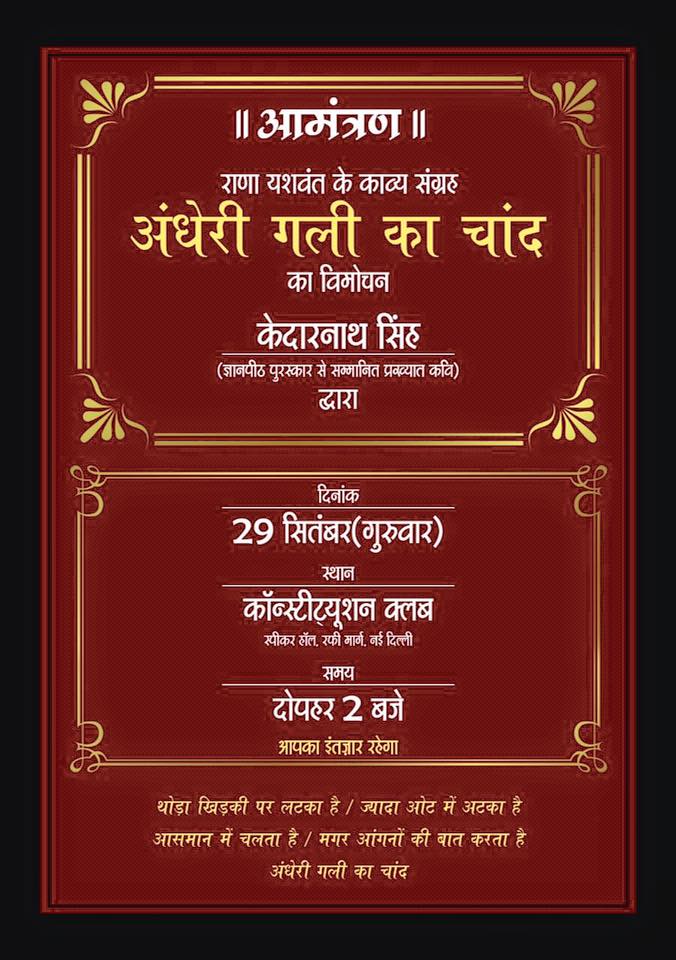 ॥ आमंत्रण ॥
राणा यशवंत के काव्य संग्रह
अंधेरी गली का चांद
का विमोचन
केदारनाथ सिंह
(ज्ञानपीठ पुरस्कार से सम्मानित प्रख्यात कवि)
द्वारा
दिनांक
29 सितंबर(गुरुवार)
स्थान
कॉन्स्टीट्यूशन क्लब
स्पीकर हॉल, रफी मार्ग, नई दिल्ली
समय
दोपहर 2 बजे
आपका इंतज़ार रहेगा
थोड़ा खिड़की पर लटका है / ज्यादा ओट में अटका है
आसमान में चलता है / मगर आंगनों की बात करता है
अंधेरी गली का चांद